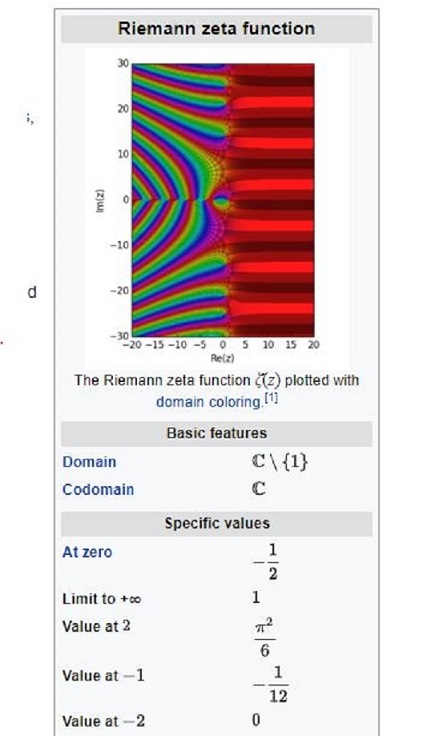 Riemann zeta function
s,
30
20
10
0
−10
−20
−30
Im(z)
d
−20 −15 −10 −5 0 5 10 15 20
Re(z)
The Riemann zeta function ζ(z) plotted with
domain coloring.[1]
Basic features
Domain ℂ \ {1}
Codomain ℂ
Specific values
At zero −1/2
Limit to +∞ 1
Value at 2 π²/6
Value at −1 −1/12
Value at −2 0